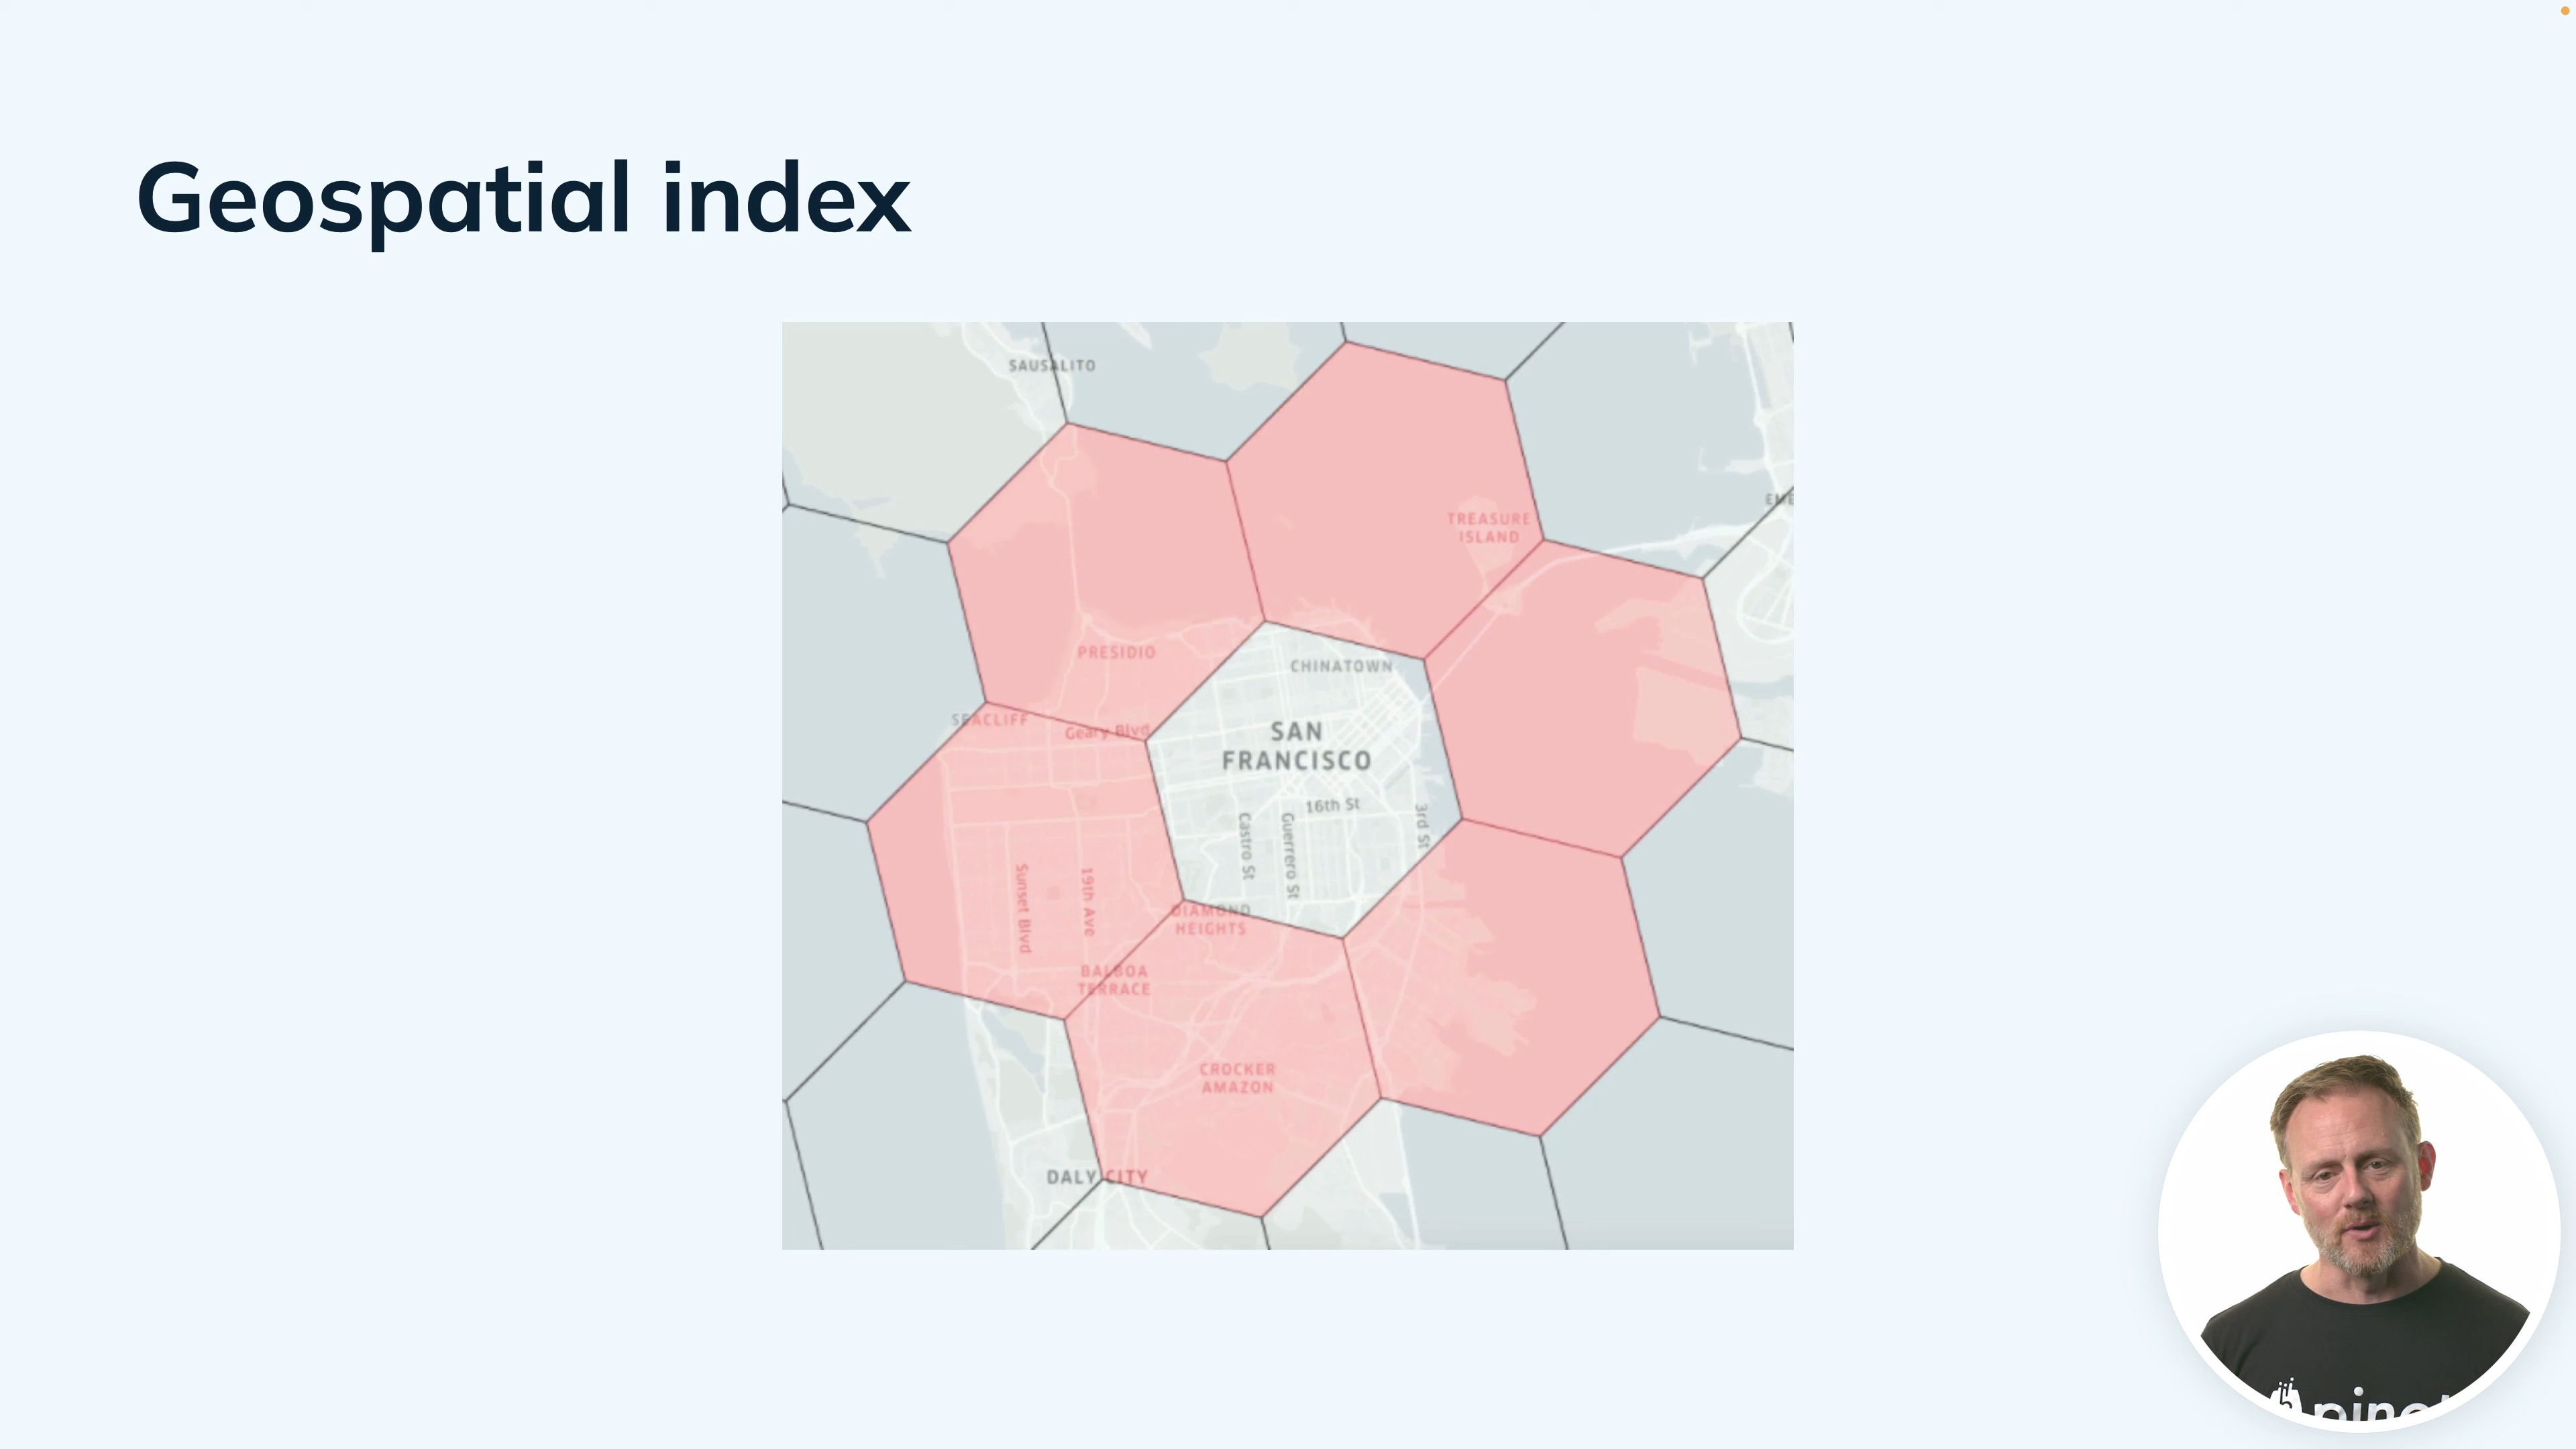 Geospatial index
SAUSALITO
TREASURE
ISLAND
PRESIDIO
CHINATOWN
SEACLIFF
Geary Blvd
SAN
FRANCISCO
16th St
3rd St
Castro St
Guerrero St
Sunset Blvd
19th Ave
DIAMOND
HEIGHTS
BALBOA
TERRACE
CROCKER
AMAZON
DALY CITY